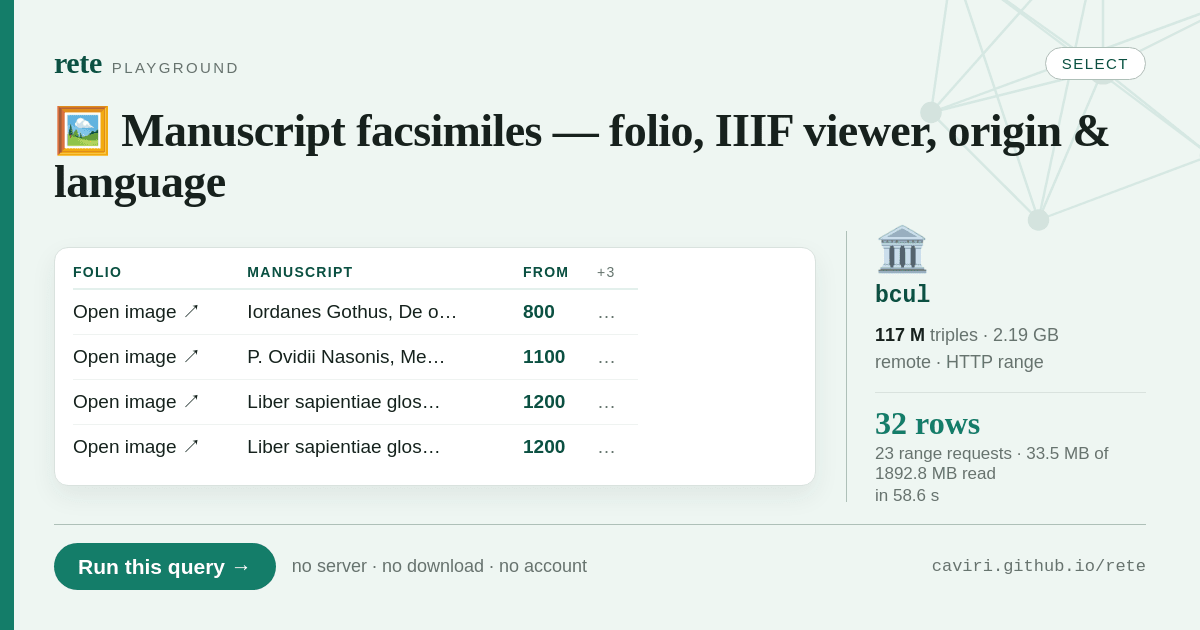 rete PLAYGROUND
SELECT
Manuscript facsimiles — folio, IIIF viewer, origin &
language
FOLIO MANUSCRIPT FROM +3
Open image ↗ Iordanes Gothus, De o… 800 …
Open image ↗ P. Ovidii Nasonis, Me… 1100 …
Open image ↗ Liber sapientiae glos… 1200 …
Open image ↗ Liber sapientiae glos… 1200 …
bcul
117 M triples · 2.19 GB
remote · HTTP range
32 rows
23 range requests · 33.5 MB of
1892.8 MB read
in 58.6 s
Run this query →
no server · no download · no account
caviri.github.io/rete